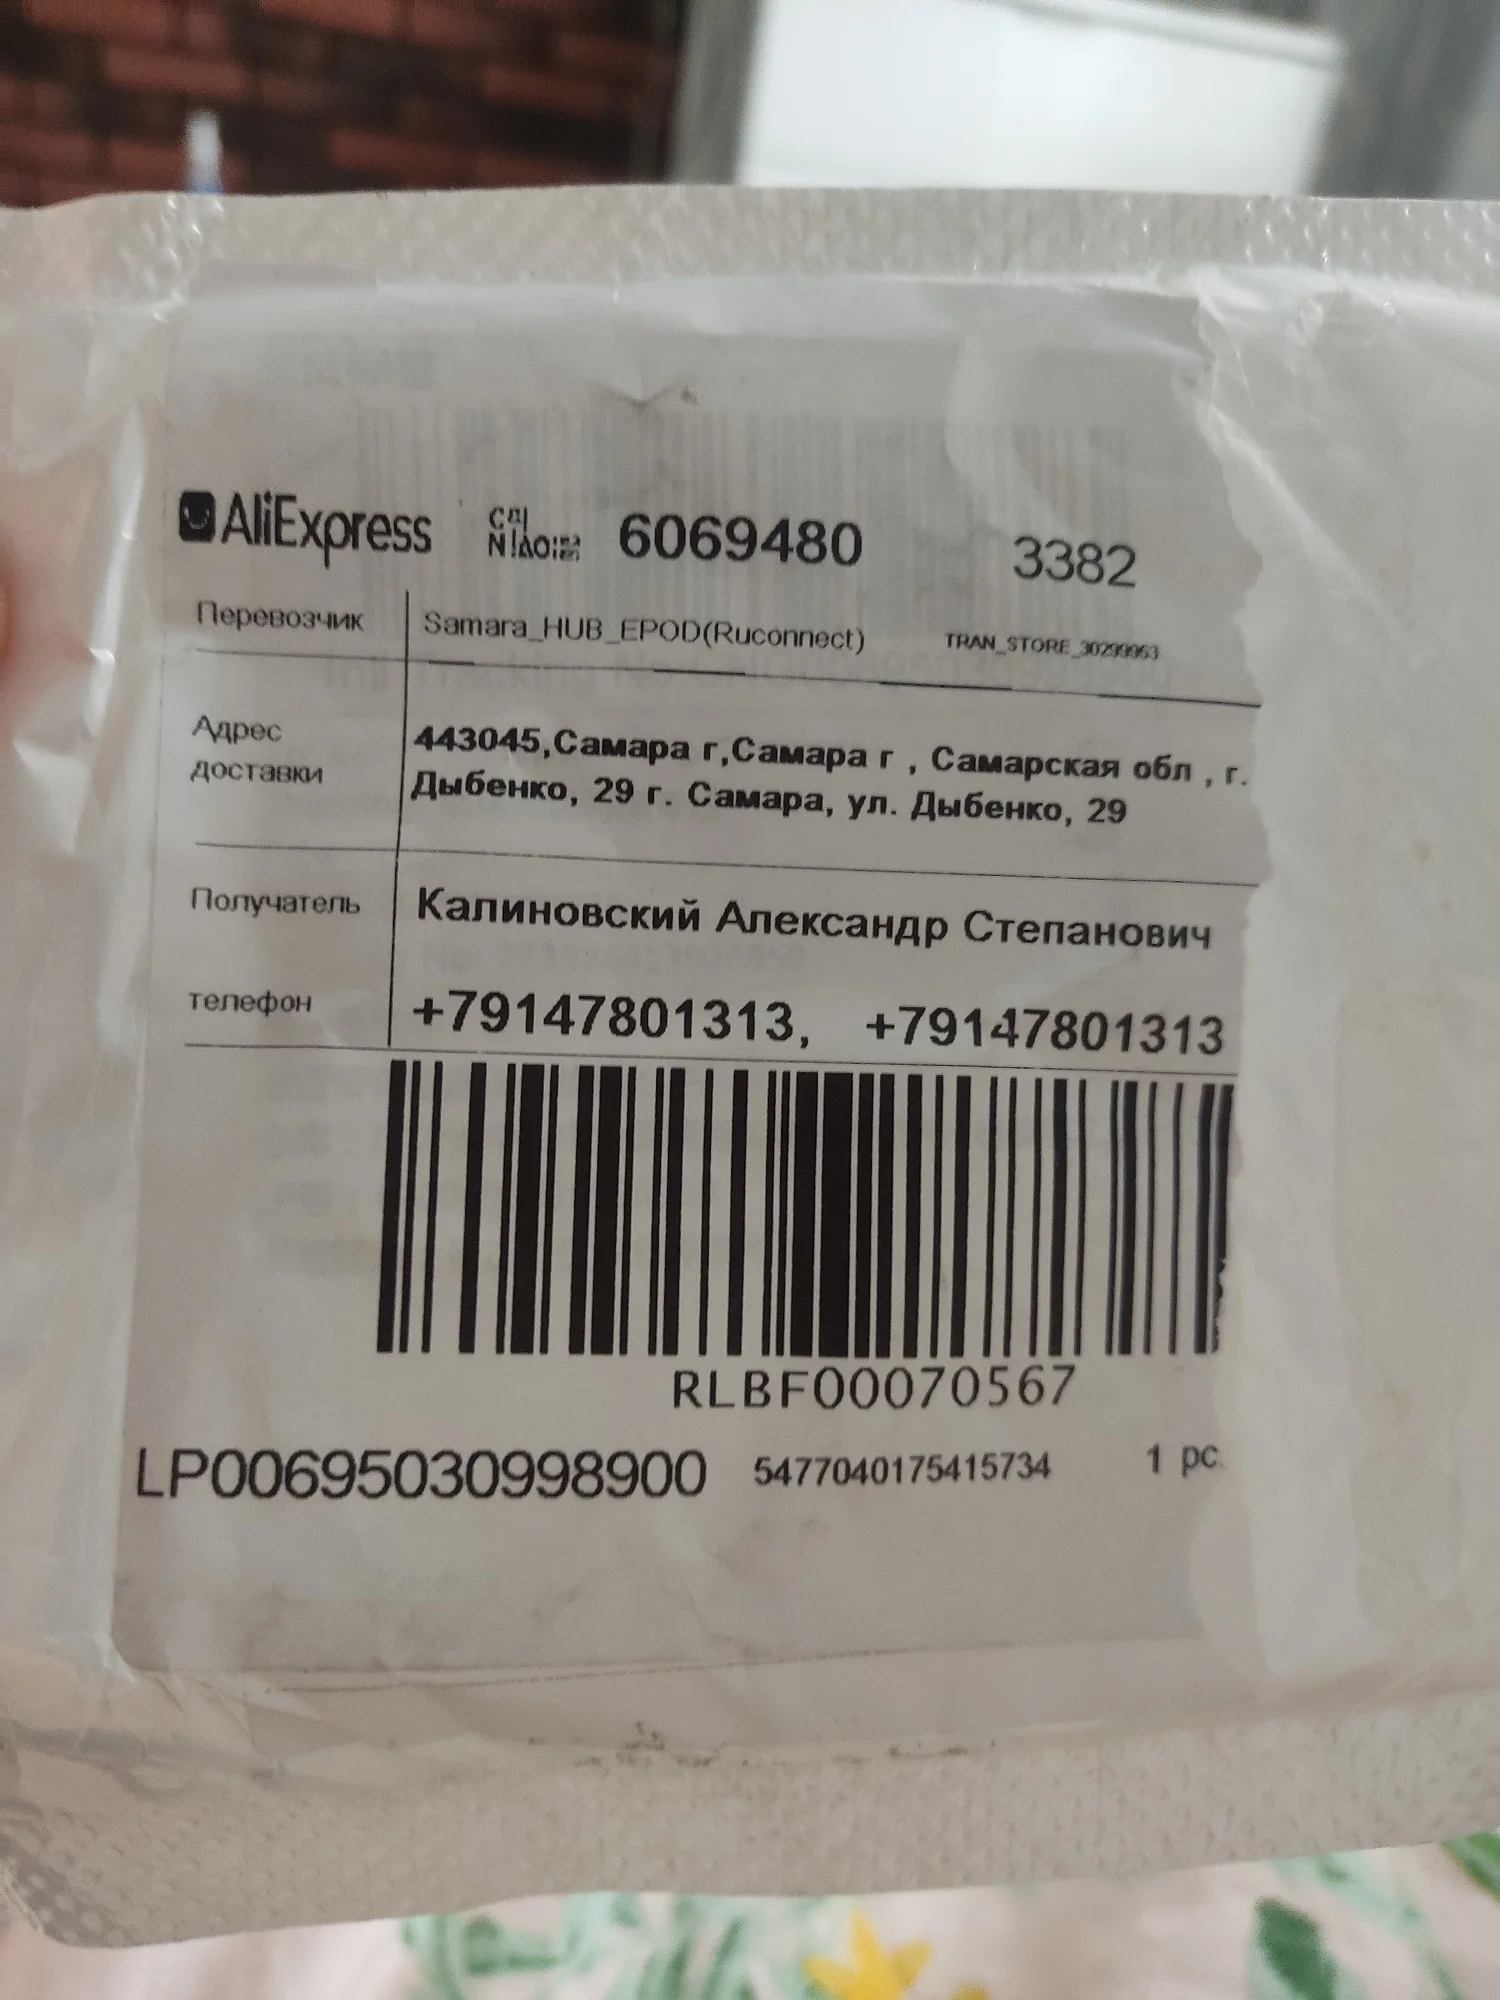 AliExpress 6069480 3382
Перевозчик Samara_HUB_EPOD(Ruconnect) TRAN_STORE_30299963
Адрес доставки
443045,Самара г,Самара г , Самарская обл , г.
Дыбенко, 29 г. Самара, ул. Дыбенко, 29
Получатель Калиновский Александр Степанович
телефон +79147801313, +79147801313
RLBF00070567
LP00695030998900 5477040175415734 1 pc.